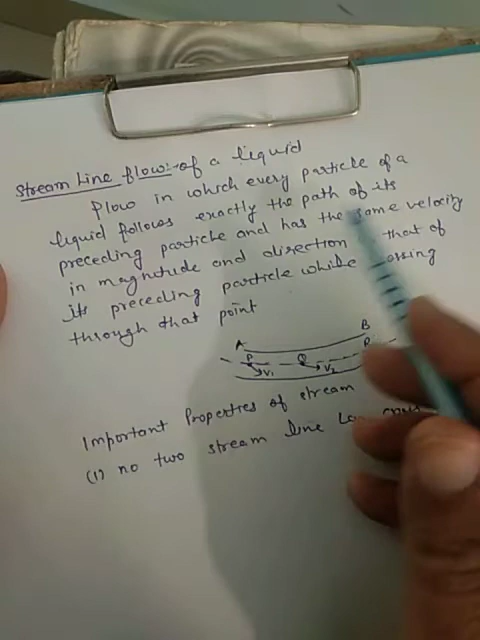 Stream Line flow:- of a liquid
flow in which every particle of a
liquid follows exactly the path of its
preceding particle and has the same velocity
in magnitude and direction that of
its preceding particle while
through that point
A B
P Q R
V1 V2
Important Properties of stream
(1) no two stream line